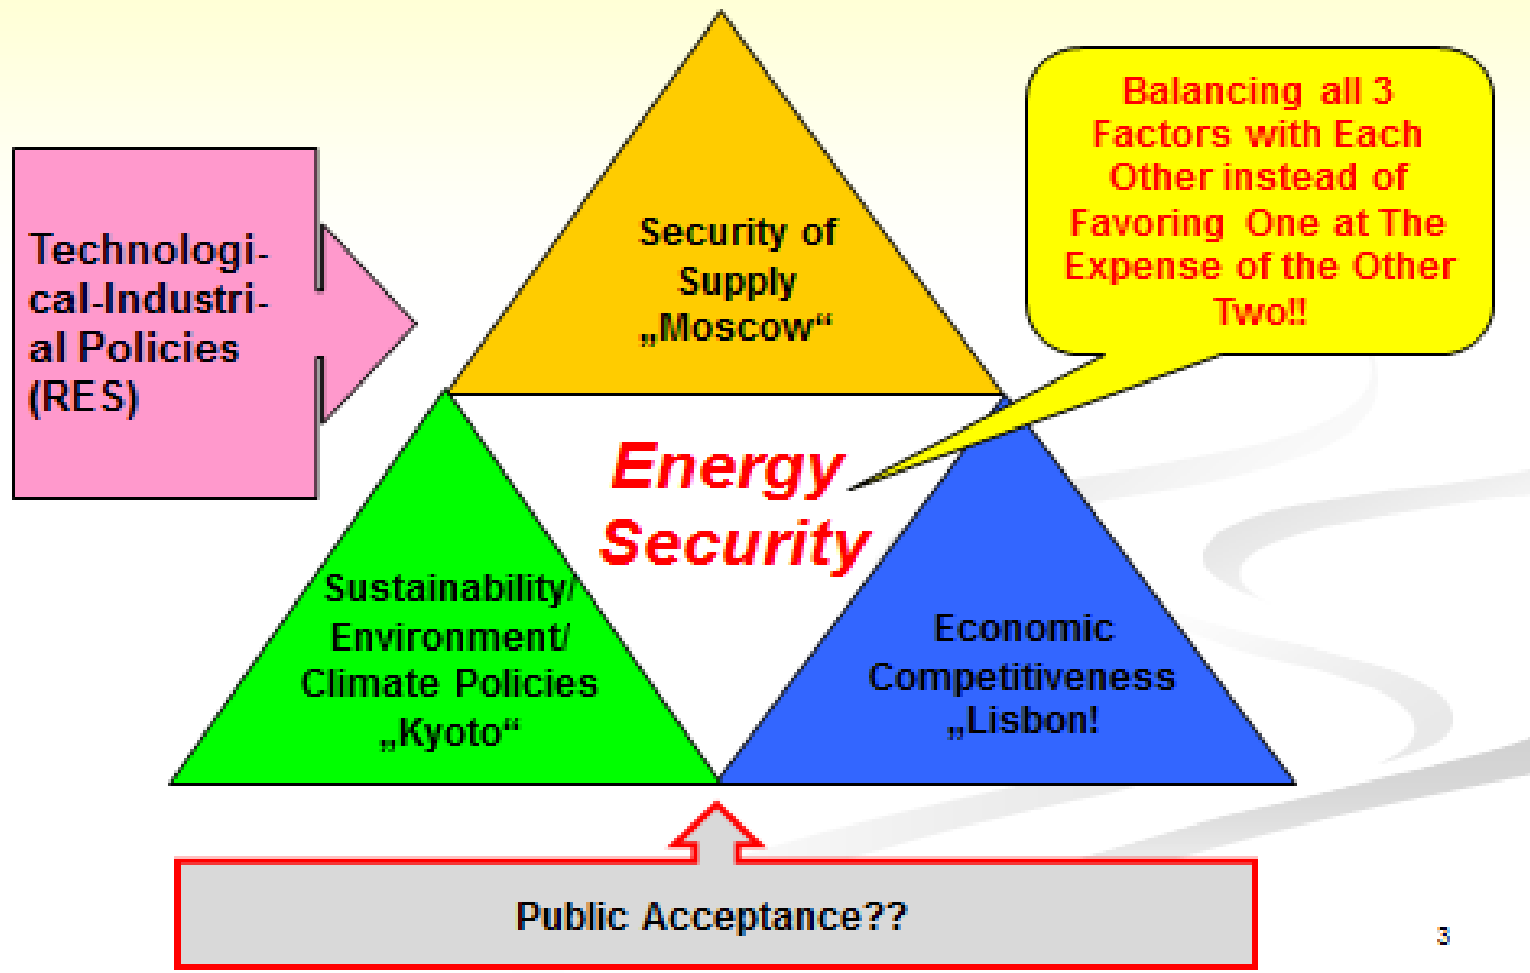 Balancing all 3
Factors with Each
Other instead of
Favoring One at The
Expense of the Other
Two!!
Technologi-
cal-Industri-
al Policies
(RES)
Security of
Supply
„Moscow“
Energy
Security
Sustainability/
Environment/
Climate Policies
„Kyoto“
Economic
Competitiveness
„Lisbon!
Public Acceptance??
3